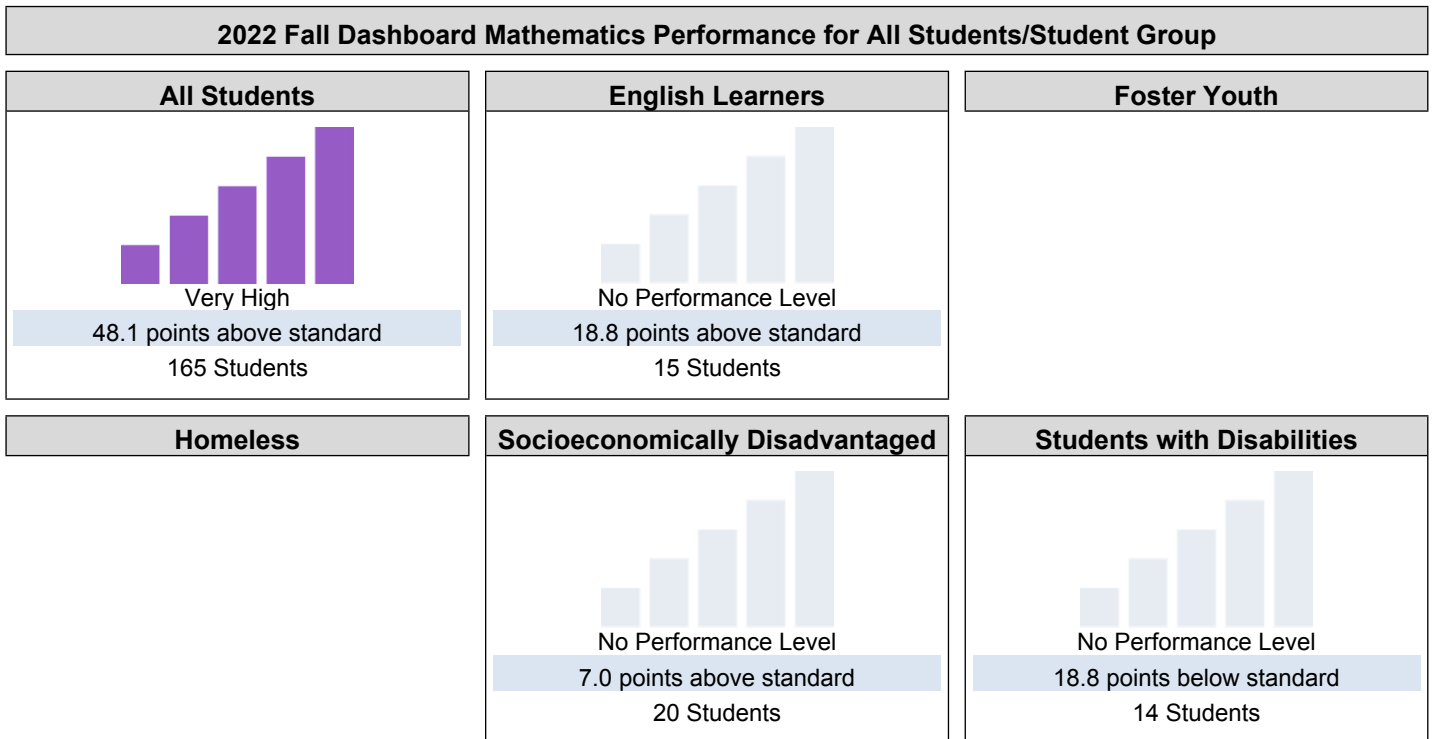 2022 Fall Dashboard Mathematics Performance for All Students/Student Group
All Students
Very High
48.1 points above standard
165 Students
English Learners
No Performance Level
18.8 points above standard
15 Students
Foster Youth
Homeless
Socioeconomically Disadvantaged
No Performance Level
7.0 points above standard
20 Students
Students with Disabilities
No Performance Level
18.8 points below standard
14 Students